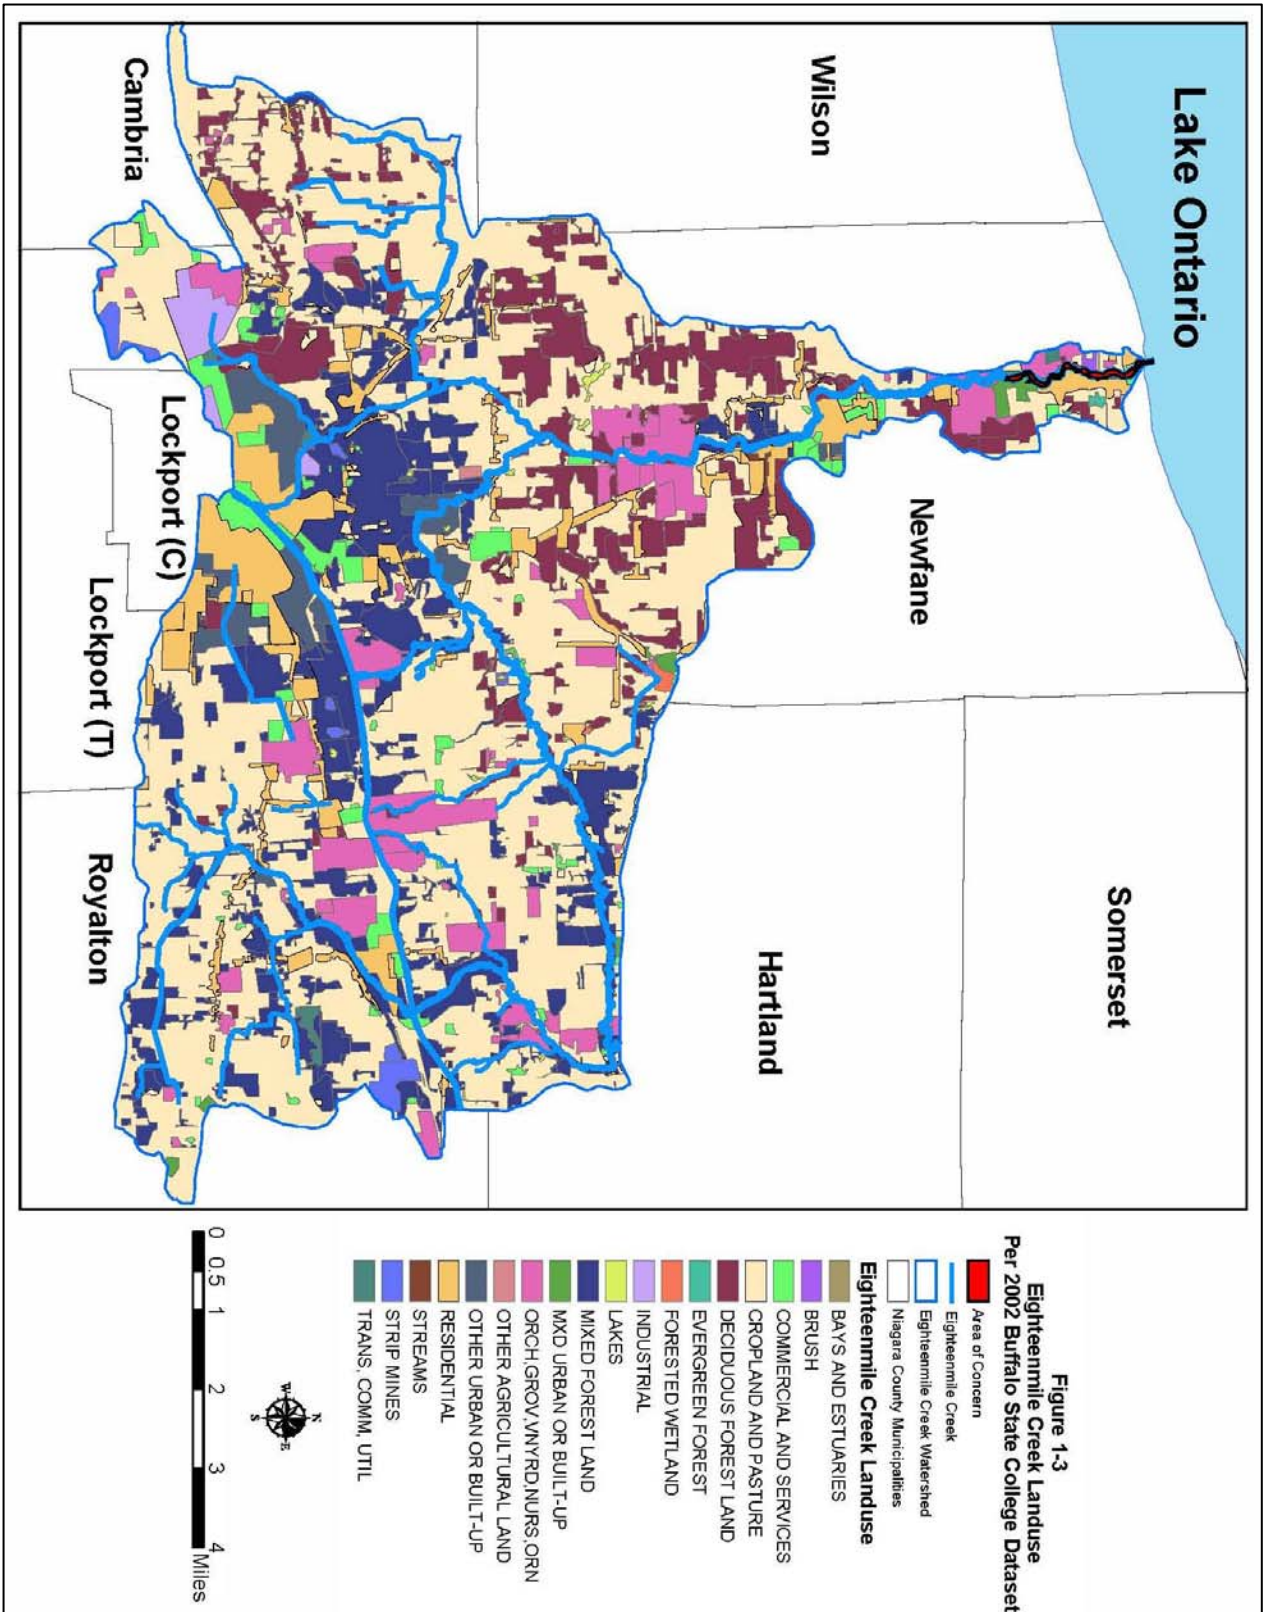 Lake Ontario
Wilson
Cambria
Newfane
Somerset
Hartland
Lockport (C)
Lockport (T)
Royalton
Figure 1-3
Eighteenmile Creek Landuse
Per 2002 Buffalo State College Dataset
Area of Concern
Eighteenmile Creek
Eighteenmile Creek Watershed
Niagara County Municipalities
Eighteenmile Creek Landuse
BAYS AND ESTUARIES
BRUSH
COMMERCIAL AND SERVICES
CROPLAND AND PASTURE
DECIDUOUS FOREST LAND
EVERGREEN FOREST
FORESTED WETLAND
INDUSTRIAL
LAKES
MIXED FOREST LAND
MXD URBAN OR BUILT-UP
ORCH,GROV,VNYRD,NURS,ORN
OTHER AGRICULTURAL LAND
OTHER URBAN OR BUILT-UP
RESIDENTIAL
STREAMS
STRIP MINES
TRANS, COMM, UTIL
N
W E
S
0 0.5 1 2 3 4
Miles